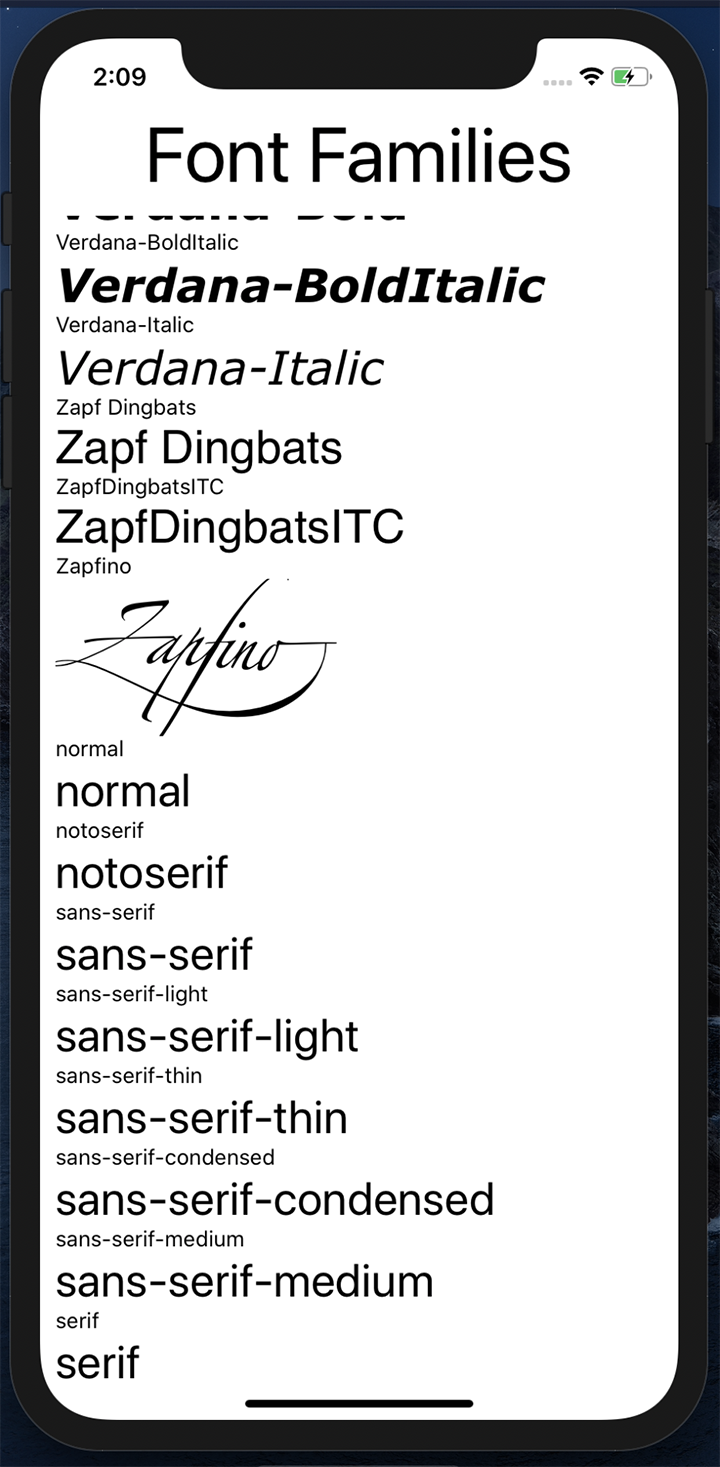 2:09
Font Families
Verdana-Bold
Verdana-BoldItalic
Verdana-BoldItalic
Verdana-Italic
Verdana-Italic
Zapf Dingbats
Zapf Dingbats
ZapfDingbatsITC
ZapfDingbatsITC
Zapfino
Zapfino
normal
normal
notoserif
notoserif
sans-serif
sans-serif
sans-serif-light
sans-serif-light
sans-serif-thin
sans-serif-thin
sans-serif-condensed
sans-serif-condensed
sans-serif-medium
sans-serif-medium
serif
serif